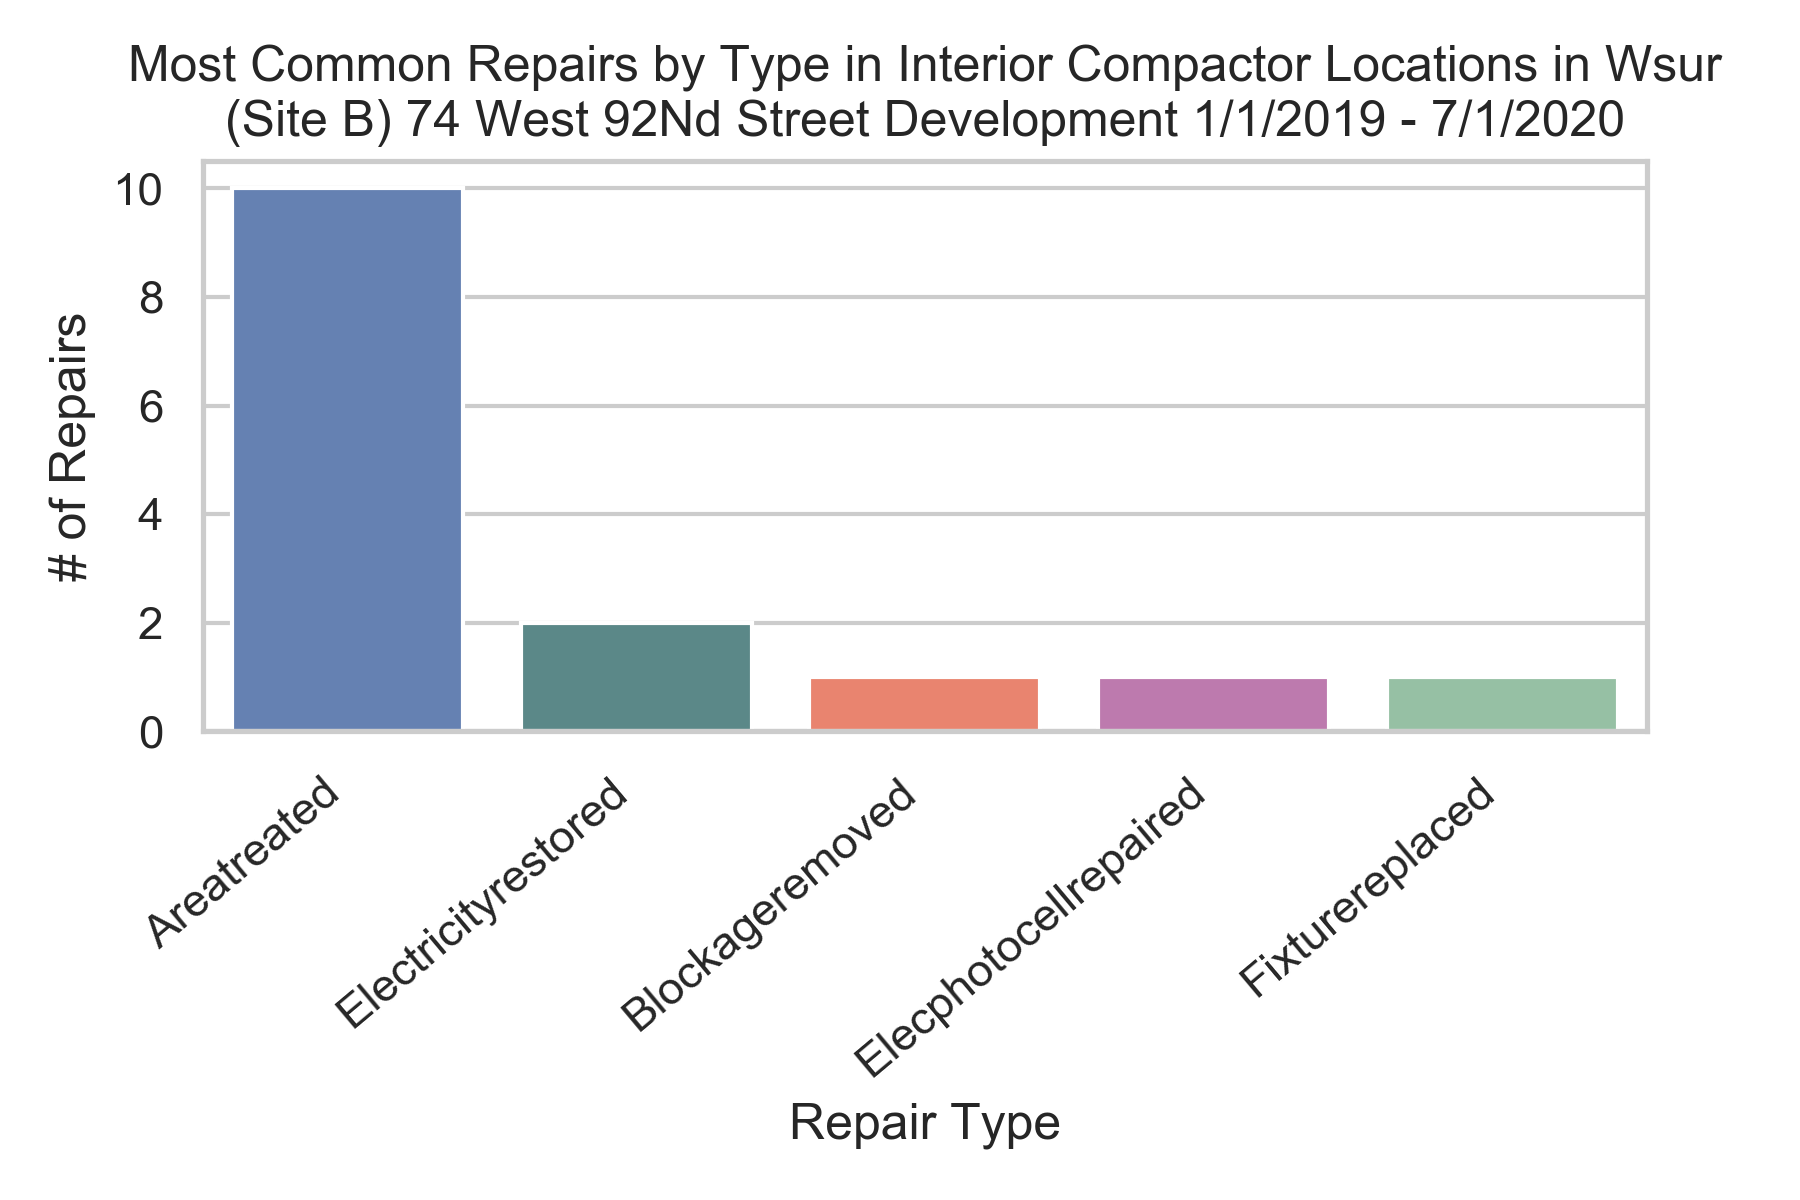 Most Common Repairs by Type in Interior Compactor Locations in Wsur
(Site B) 74 West 92Nd Street Development 1/1/2019 - 7/1/2020
10
8
6
4
2
0
# of Repairs
Areatreated
Electricityrestored
Blockageremoved
Elecphotocellrepaired
Fixturereplaced
Repair Type